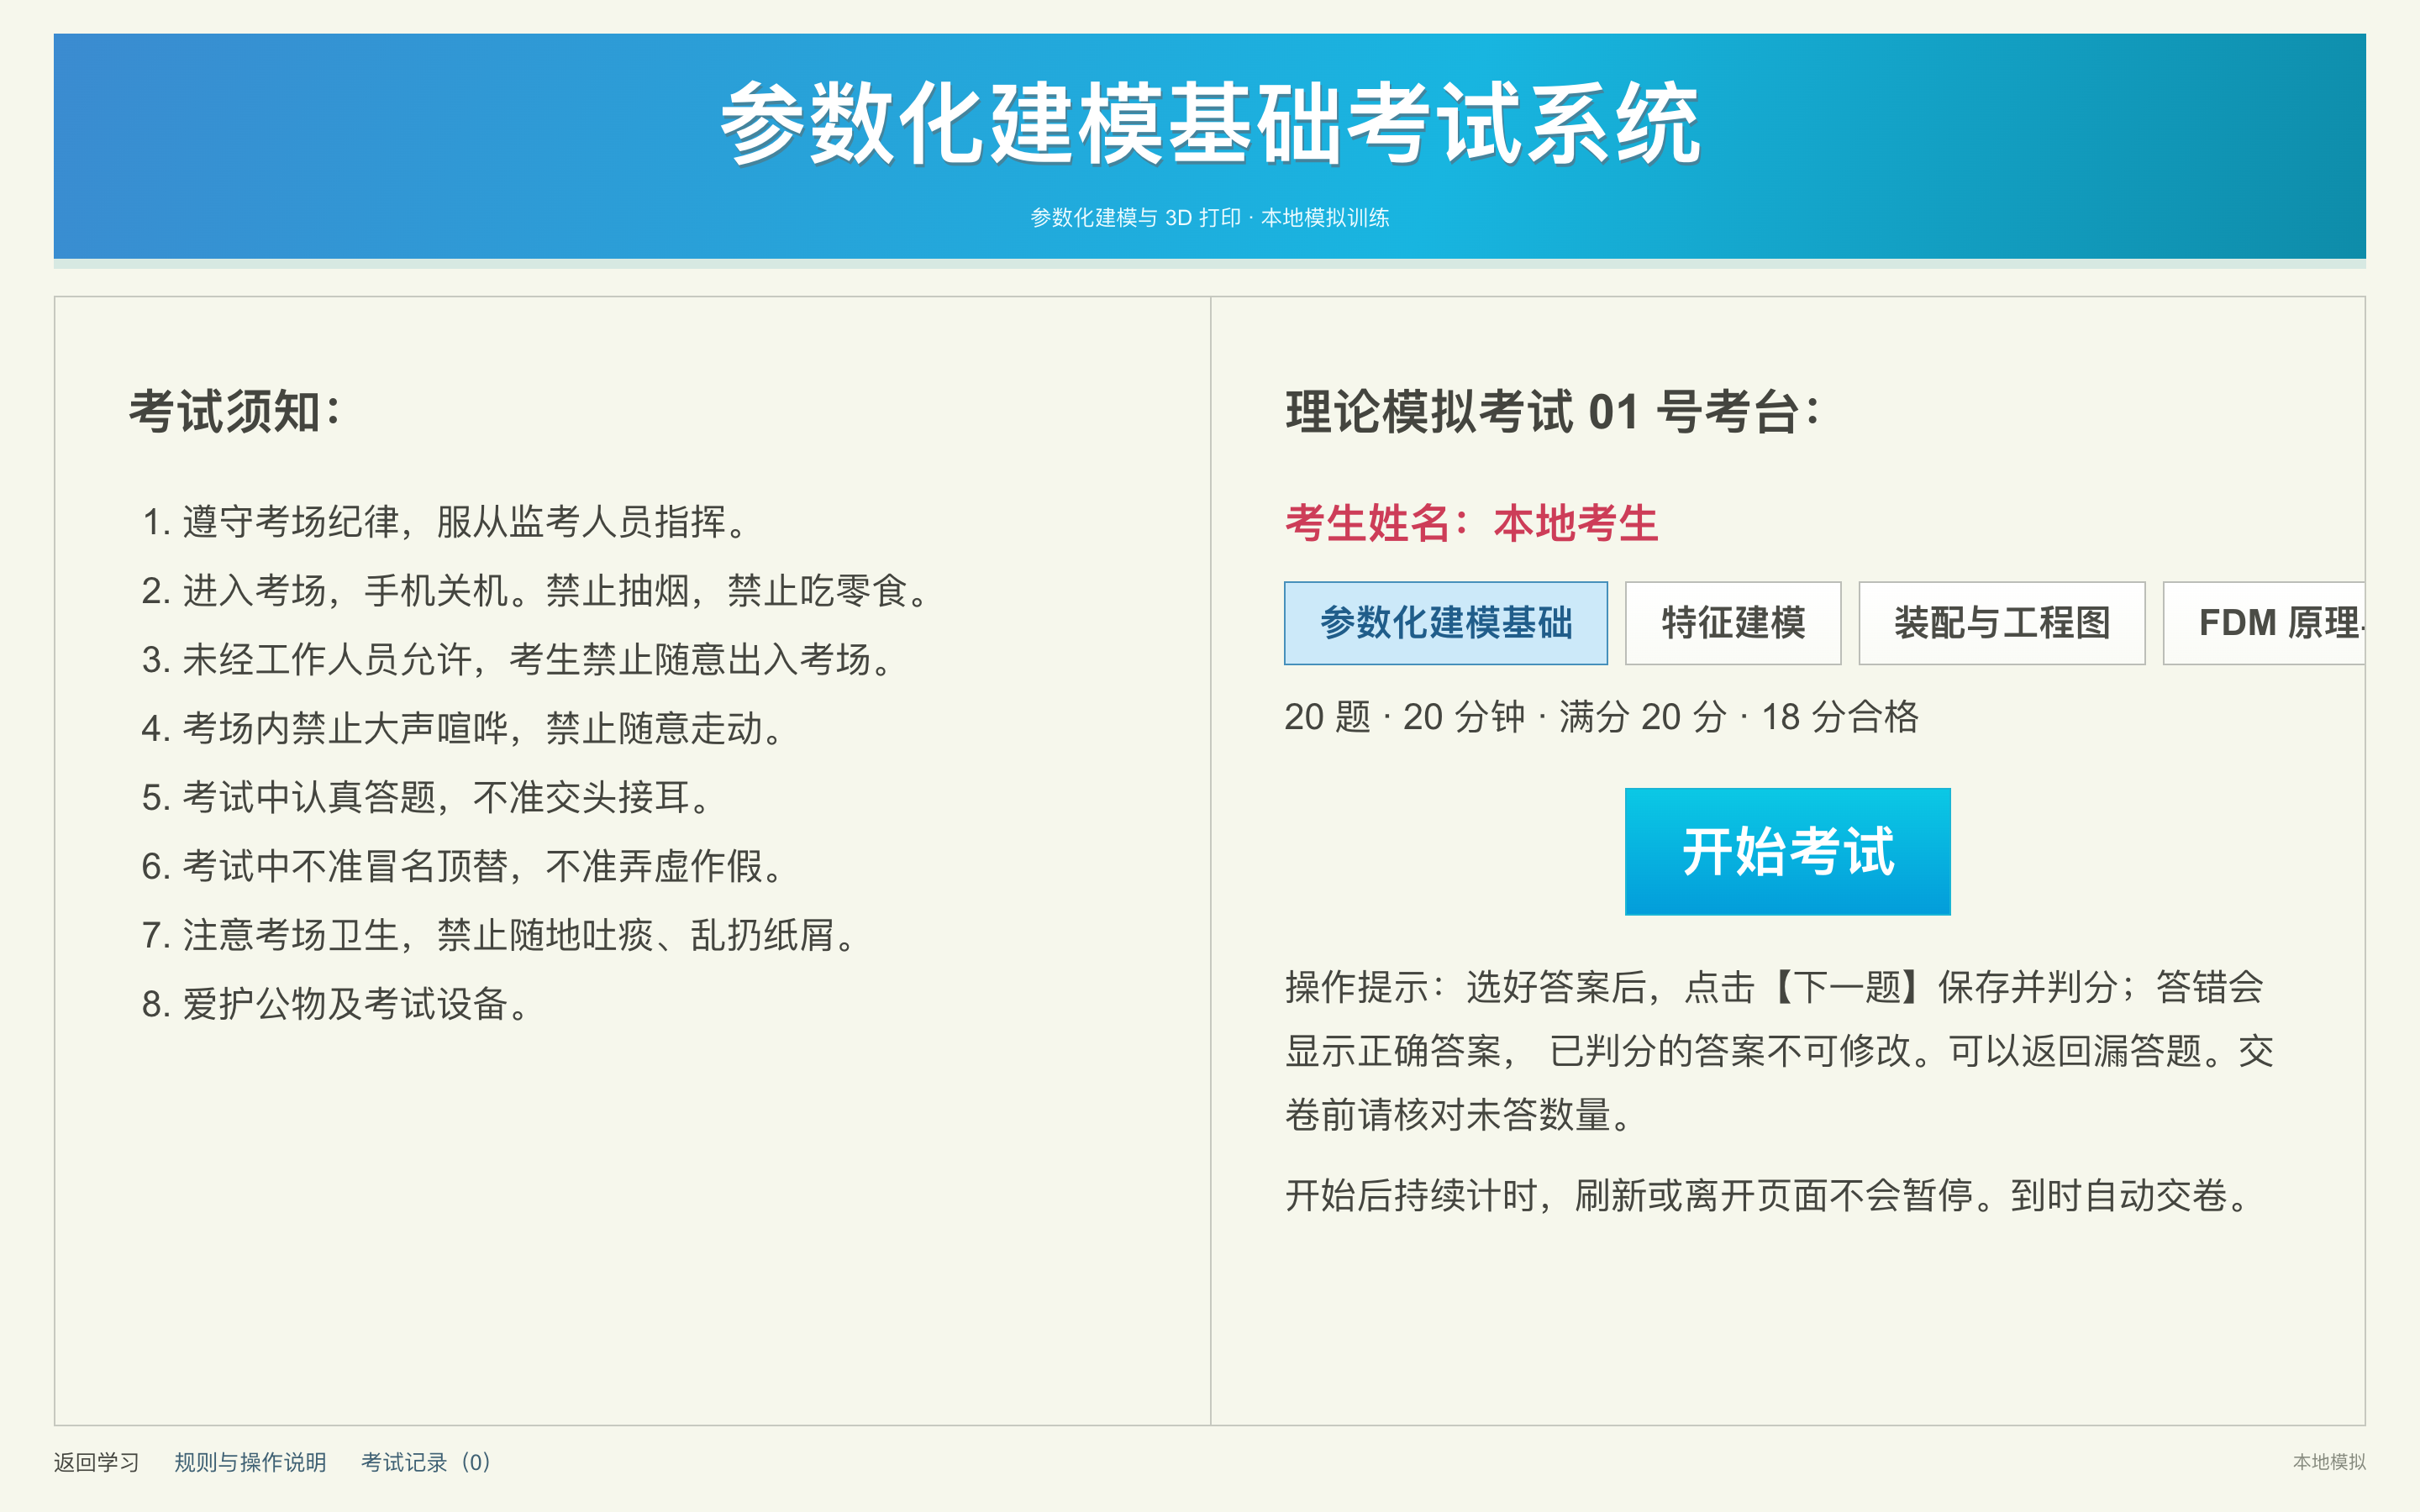 参数化建模基础考试系统
参数化建模与 3D 打印 · 本地模拟训练
考试须知：
1. 遵守考场纪律，服从监考人员指挥。
2. 进入考场，手机关机。禁止抽烟，禁止吃零食。
3. 未经工作人员允许，考生禁止随意出入考场。
4. 考场内禁止大声喧哗，禁止随意走动。
5. 考试中认真答题，不准交头接耳。
6. 考试中不准冒名顶替，不准弄虚作假。
7. 注意考场卫生，禁止随地吐痰、乱扔纸屑。
8. 爱护公物及考试设备。
理论模拟考试 01 号考台：
考生姓名：本地考生
参数化建模基础 特征建模 装配与工程图 FDM 原理
20 题 · 20 分钟 · 满分 20 分 · 18 分合格
开始考试
操作提示：选好答案后，点击【下一题】保存并判分；答错会
显示正确答案， 已判分的答案不可修改。可以返回漏答题。交
卷前请核对未答数量。
开始后持续计时，刷新或离开页面不会暂停。到时自动交卷。
返回学习 规则与操作说明 考试记录（0） 本地模拟